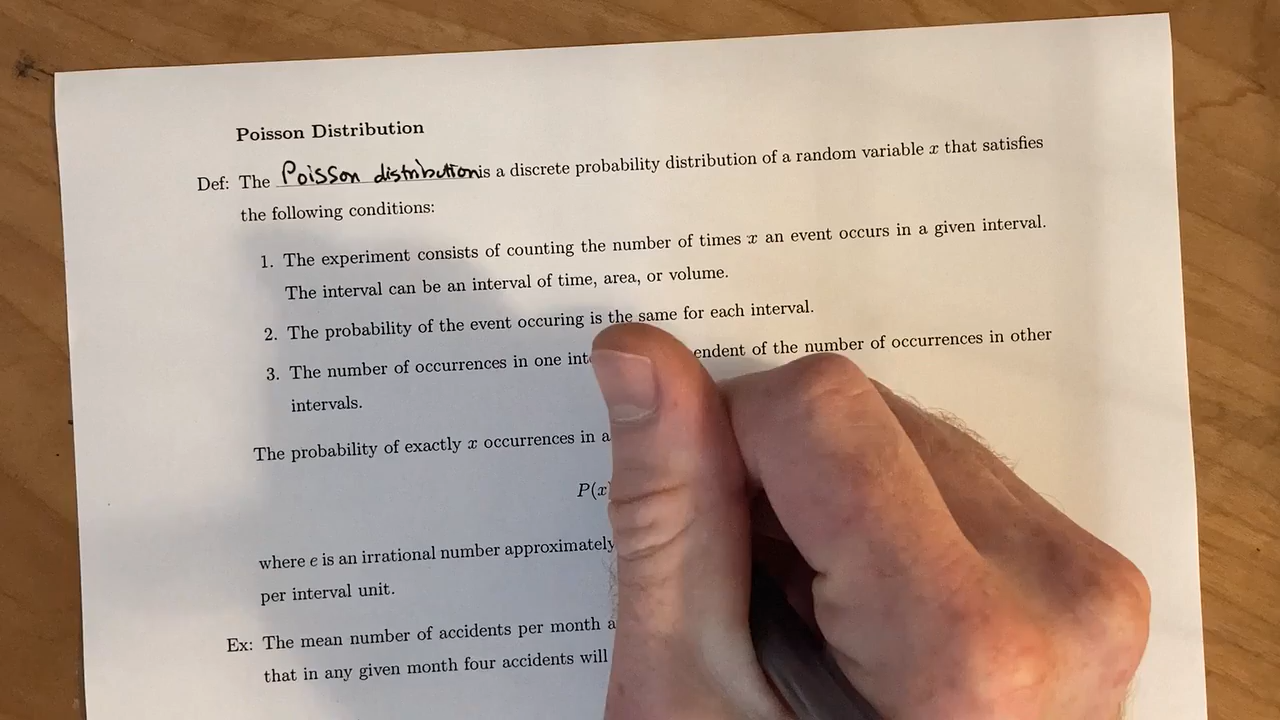 Poisson Distribution
Def: The Poisson distribution is a discrete probability distribution of a random variable x that satisfies
the following conditions:
1. The experiment consists of counting the number of times x an event occurs in a given interval.
The interval can be an interval of time, area, or volume.
2. The probability of the event occuring is the same for each interval.
3. The number of occurrences in one of the number of occurrences in other
intervals.
The probability of exactly x occurrences in a
P(x)
where e is an irrational number approximately
per interval unit.
Ex: The mean number of accidents per month
that in any given month four accidents will